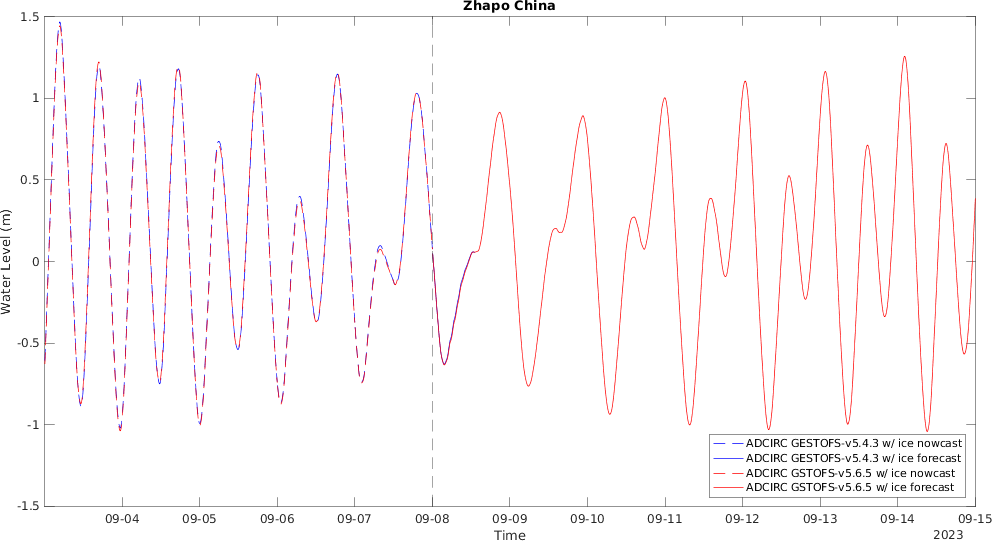 Zhapo China
1.5
1
0.5
0
-0.5
-1
-1.5
Water Level (m)
ADCIRC GESTOFS-v5.4.3 w/ ice nowcast
ADCIRC GESTOFS-v5.4.3 w/ ice forecast
ADCIRC GSTOFS-v5.6.5 w/ ice nowcast
ADCIRC GSTOFS-v5.6.5 w/ ice forecast
09-04 09-05 09-06 09-07 09-08 09-09 09-10 09-11 09-12 09-13 09-14 09-15
Time
2023